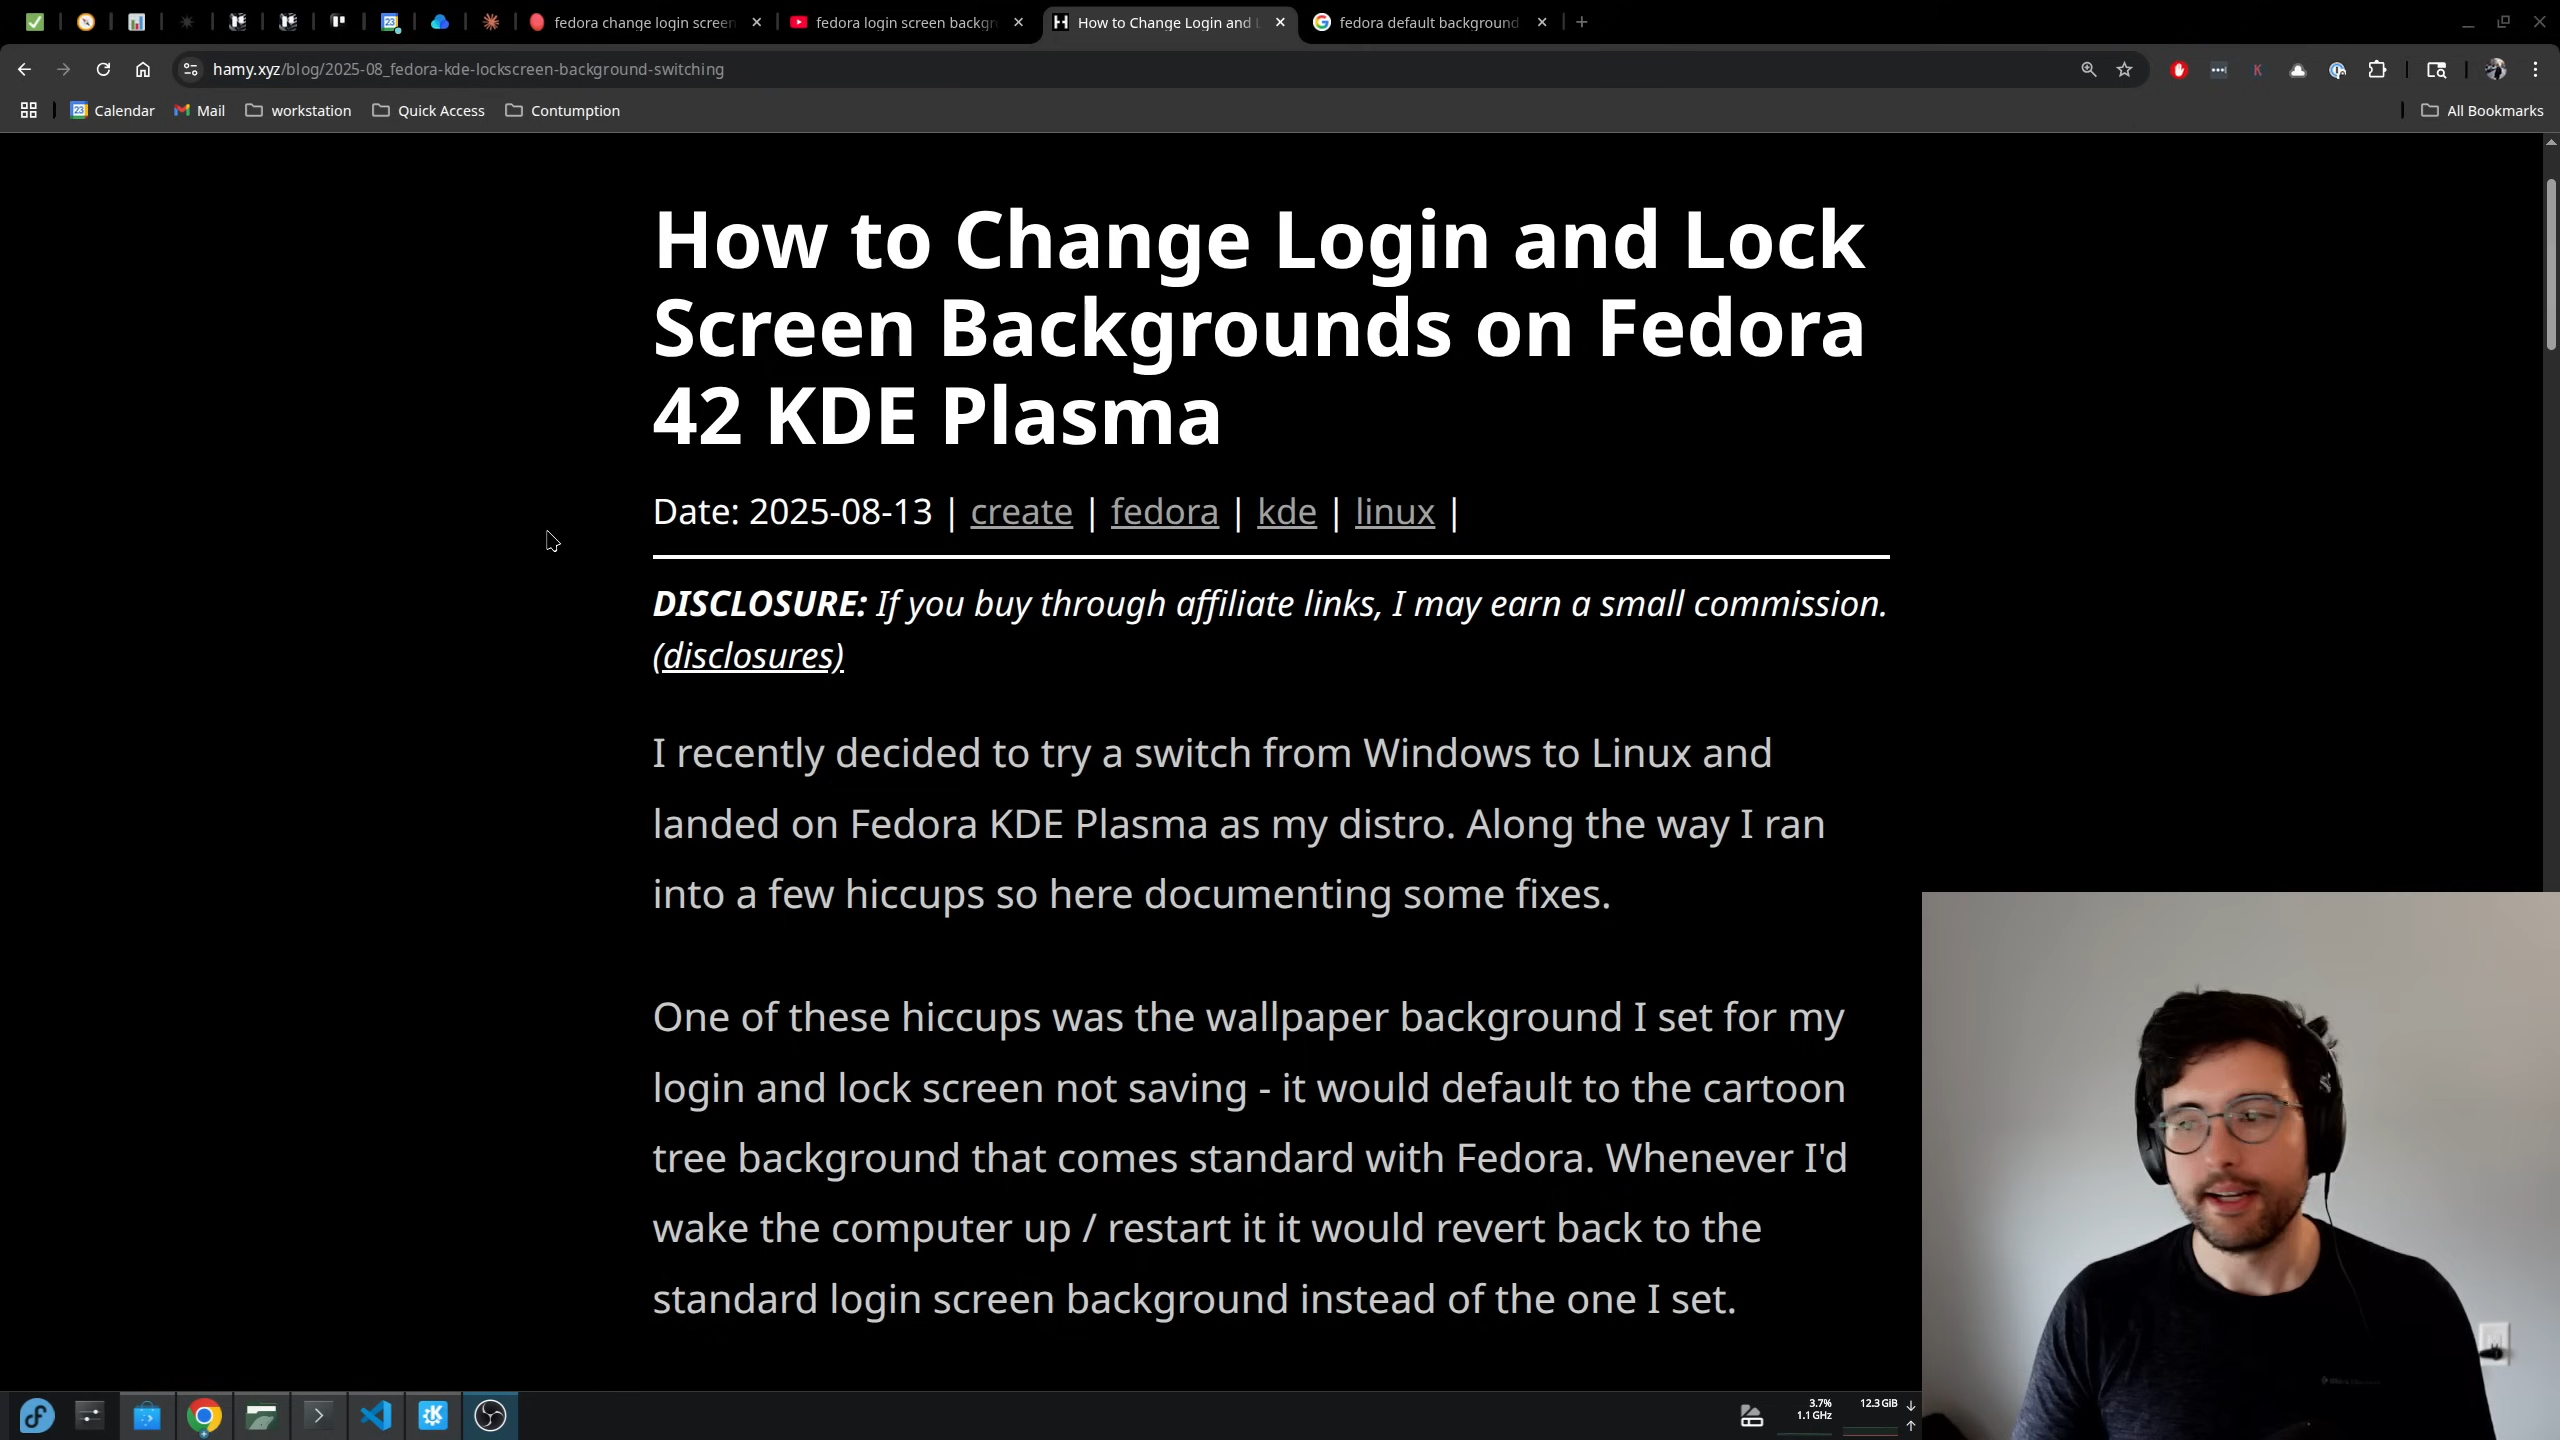 fedora change login screen
fedora login screen backgr
How to Change Login and L
fedora default background
hamy.xyz/blog/2025-08_fedora-kde-lockscreen-background-switching
Calendar
Mail
workstation
Quick Access
Contumption
All Bookmarks
How to Change Login and Lock
Screen Backgrounds on Fedora
42 KDE Plasma
Date: 2025-08-13 | create | fedora | kde | linux |
DISCLOSURE: If you buy through affiliate links, I may earn a small commission.
(disclosures)
I recently decided to try a switch from Windows to Linux and
landed on Fedora KDE Plasma as my distro. Along the way I ran
into a few hiccups so here documenting some fixes.
One of these hiccups was the wallpaper background I set for my
login and lock screen not saving - it would default to the cartoon
tree background that comes standard with Fedora. Whenever I'd
wake the computer up / restart it it would revert back to the
standard login screen background instead of the one I set.
3.7%
1.1 GHz
12.3 GiB